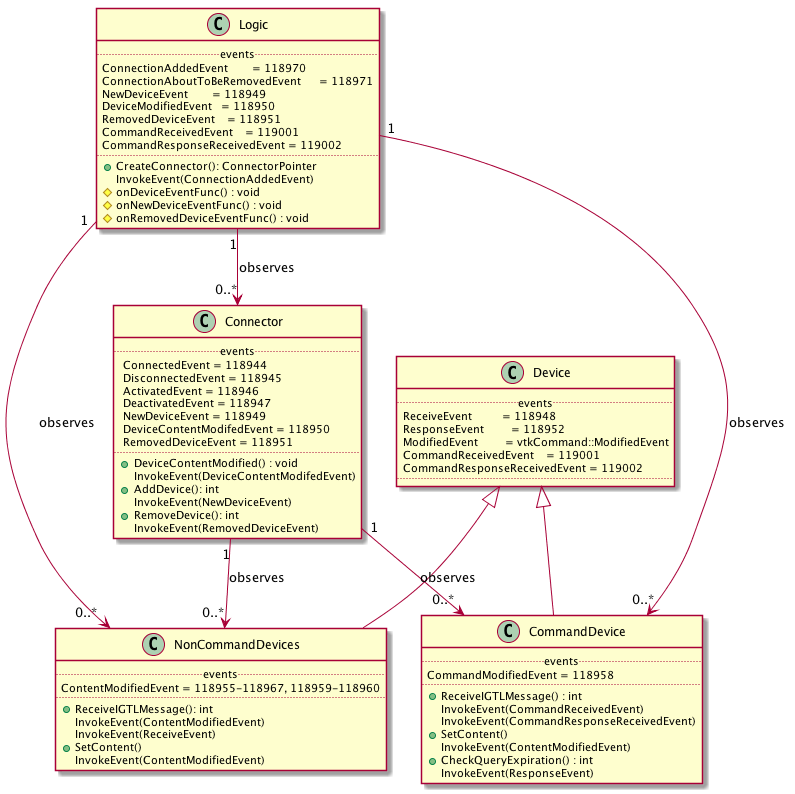 C Logic
events
ConnectionAddedEvent = 118970
ConnectionAboutToBeRemovedEvent = 118971
NewDeviceEvent = 118949
DeviceModifiedEvent = 118950
RemovedDeviceEvent = 118951
CommandReceivedEvent = 119001
CommandResponseReceivedEvent = 119002
CreateConnector(): ConnectorPointer
InvokeEvent(ConnectionAddedEvent)
onDeviceEventFunc() : void
onNewDeviceEventFunc() : void
onRemovedDeviceEventFunc() : void
1
1
1
observes
0..*
C Connector
events
ConnectedEvent = 118944
DisconnectedEvent = 118945
ActivatedEvent = 118946
DeactivatedEvent = 118947
NewDeviceEvent = 118949
DeviceContentModifedEvent = 118950
RemovedDeviceEvent = 118951
DeviceContentModified() : void
InvokeEvent(DeviceContentModifedEvent)
AddDevice(): int
InvokeEvent(NewDeviceEvent)
RemoveDevice(): int
InvokeEvent(RemovedDeviceEvent)
C Device
events
ReceiveEvent = 118948
ResponseEvent = 118952
ModifiedEvent = vtkCommand::ModifiedEvent
CommandReceivedEvent = 119001
CommandResponseReceivedEvent = 119002
observes
observes
1
1
observes
observes
0..*
0..*
0..*
0..*
C NonCommandDevices
events
ContentModifiedEvent = 118955-118967, 118959-118960
ReceiveIGTLMessage(): int
InvokeEvent(ContentModifiedEvent)
InvokeEvent(ReceiveEvent)
SetContent()
InvokeEvent(ContentModifiedEvent)
C CommandDevice
events
CommandModifiedEvent = 118958
ReceiveIGTLMessage() : int
InvokeEvent(CommandReceivedEvent)
InvokeEvent(CommandResponseReceivedEvent)
SetContent()
InvokeEvent(ContentModifiedEvent)
CheckQueryExpiration() : int
InvokeEvent(ResponseEvent)